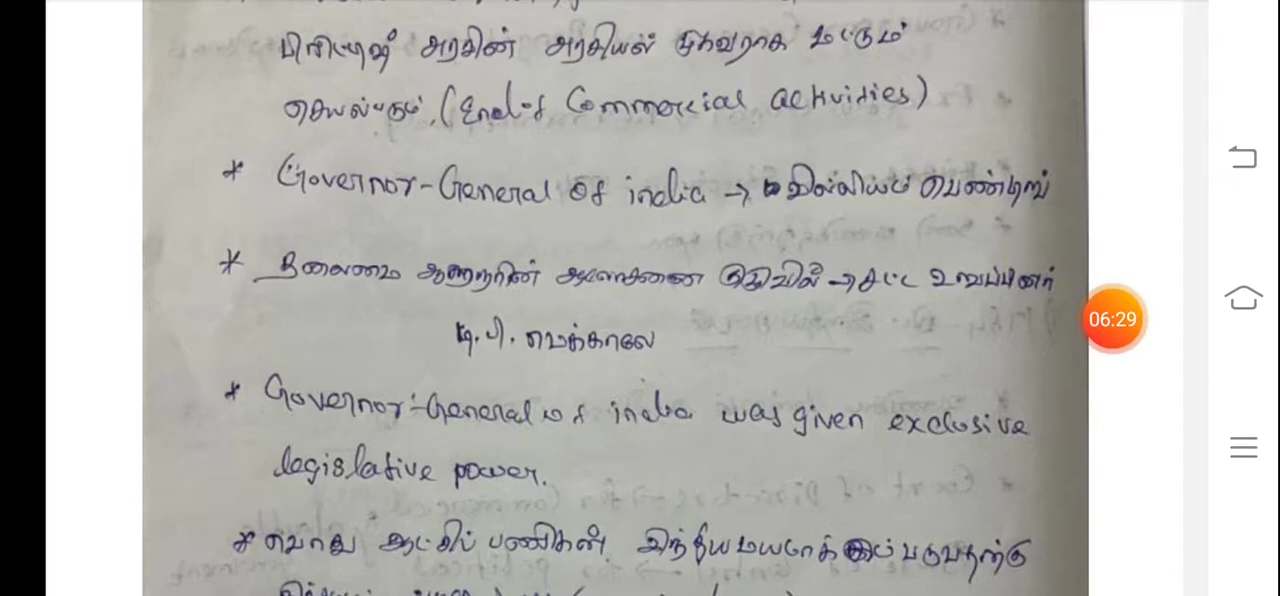 பிரிட்டிஷ் அரசின் அரசியல் முகவராக மட்டும்
செயல்படும். (End of Commercial activities)
* Governor-General of india → வில்லியம் பெண்டிங்
* தலைமை ஆளுநரின் ஆலோசனை குழுவில் → சட்ட உறுப்பினர்
டி.பி. மெக்காலே
* Governor-General of india was given exclusive
legislative power.
* பொது ஆட்சிப் பணிகள் இந்தியமயமாக்கப்படுவதற்கு
06:29